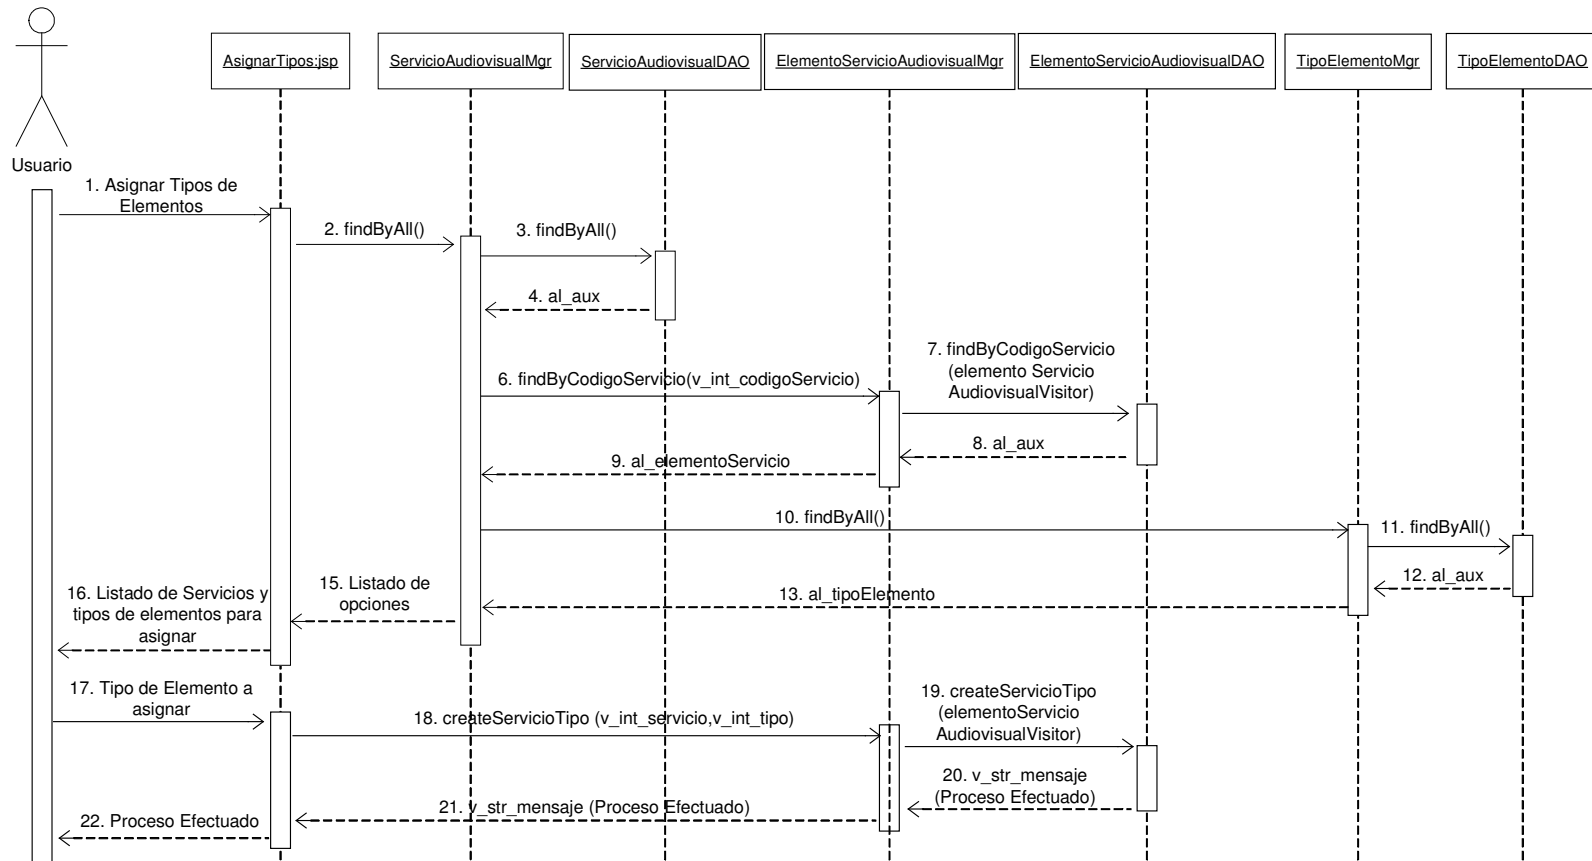 AsignarTipos:jsp
ServicioAudiovisualMgr
ServicioAudiovisualDAO
ElementoServicioAudiovisualMgr
ElementoServicioAudiovisualDAO
TipoElementoMgr
TipoElementoDAO
Usuario
1. Asignar Tipos de
Elementos
2. findByAll()
3. findByAll()
4. al_aux
6. findByCodigoServicio(v_int_codigoServicio)
7. findByCodigoServicio
(elemento Servicio
AudiovisualVisitor)
8. al_aux
9. al_elementoServicio
10. findByAll()
11. findByAll()
12. al_aux
13. al_tipoElemento
15. Listado de
opciones
16. Listado de Servicios y
tipos de elementos para
asignar
17. Tipo de Elemento a
asignar
18. createServicioTipo (v_int_servicio,v_int_tipo)
19. createServicioTipo
(elementoServicio
AudiovisualVisitor)
20. v_str_mensaje
(Proceso Efectuado)
21. v_str_mensaje (Proceso Efectuado)
22. Proceso Efectuado